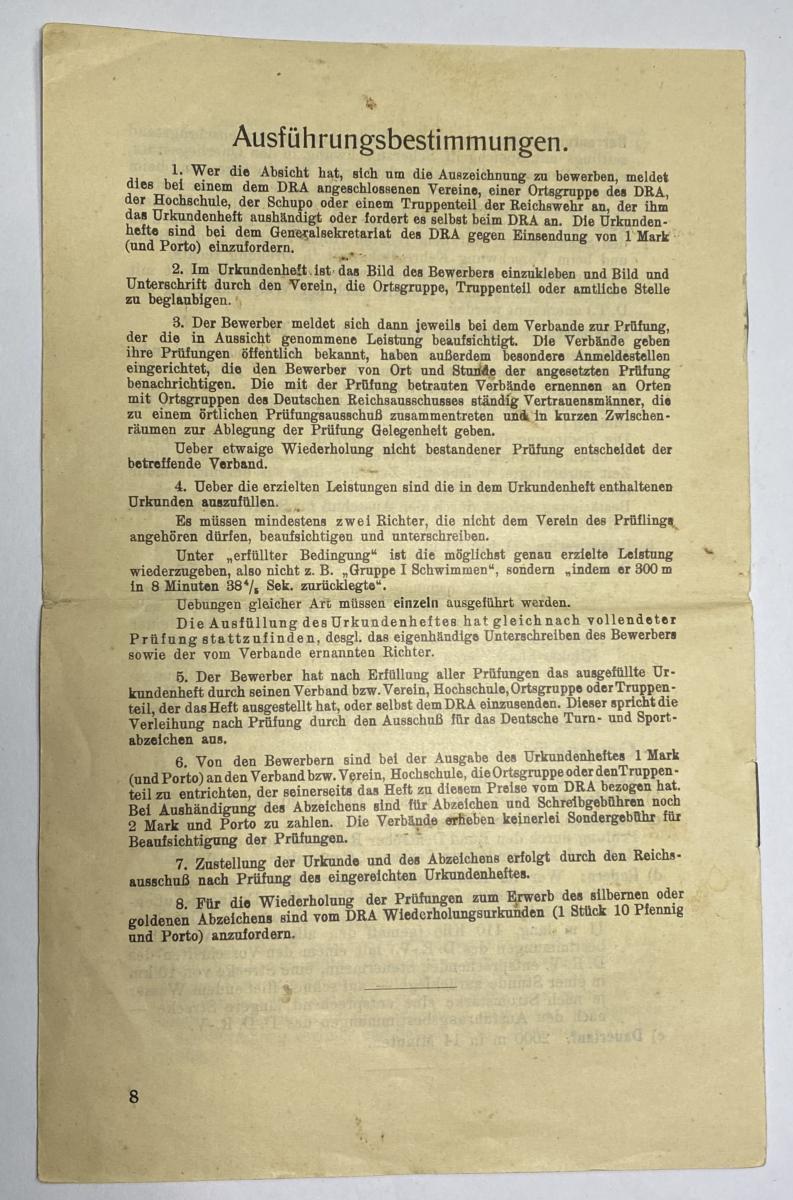 Ausführungsbestimmungen.
1. Wer die Absicht hat, sich um die Auszeichnung zu bewerben, meldet
dies bei einem dem DRA angeschlossenen Vereine, einer Ortsgruppe des DRA,
der Hochschule, der Schupo oder einem Truppenteil der Reichswehr an, der ihm
das Urkundenheft aushändigt oder fordert es selbst beim DRA an. Die Urkunden-
hefte sind bei dem Generalsekretariat des DRA gegen Einsendung von 1 Mark
(und Porto) einzufordern.
2. Im Urkundenheft ist das Bild des Bewerbers einzukleben und Bild und
Unterschrift durch den Verein, die Ortsgruppe, Truppenteil oder amtliche Stelle
zu beglaubigen.
3. Der Bewerber meldet sich dann jeweils bei dem Verbande zur Prüfung,
der die in Aussicht genommene Leistung beaufsichtigt. Die Verbände geben
ihre Prüfungen öffentlich bekannt, haben außerdem besondere Anmeldestellen
eingerichtet, die den Bewerber von Ort und Stunde der angesetzten Prüfung
benachrichtigen. Die mit der Prüfung betrauten Verbände ernennen an Orten
mit Ortsgruppen des Deutschen Reichsausschusses ständig Vertrauensmänner, die
zu einem örtlichen Prüfungsausschuß zusammentreten und in kurzen Zwischen-
räumen zur Ablegung der Prüfung Gelegenheit geben.
Ueber etwaige Wiederholung nicht bestandener Prüfung entscheidet der
betreffende Verband.
4. Ueber die erzielten Leistungen sind die in dem Urkundenheft enthaltenen
Urkunden auszufüllen.
Es müssen mindestens zwei Richter, die nicht dem Verein des Prüflings
angehören dürfen, beaufsichtigen und unterschreiben.
Unter „erfüllter Bedingung“ ist die möglichst genau erzielte Leistung
wiederzugeben, also nicht z. B. „Gruppe I Schwimmen“, sondern „indem er 300 m
in 8 Minuten 38 4/5 Sek. zurücklegte“.
Uebungen gleicher Art müssen einzeln ausgeführt werden.
Die Ausfüllung des Urkundenheftes hat gleich nach vollendeter
Prüfung stattzufinden, desgl. das eigenhändige Unterschreiben des Bewerbers
sowie der vom Verbande ernannten Richter.
5. Der Bewerber hat nach Erfüllung aller Prüfungen das ausgefüllte Ur-
kundenheft durch seinen Verband bzw. Verein, Hochschule, Ortsgruppe oder Truppen-
teil, der das Heft ausgestellt hat, oder selbst dem DRA einzusenden. Dieser spricht die
Verleihung nach Prüfung durch den Ausschuß für das Deutsche Turn- und Sport-
abzeichen aus.
6. Von den Bewerbern sind bei der Ausgabe des Urkundenheftes 1 Mark
(und Porto) an den Verband bzw. Verein, Hochschule, die Ortsgruppe oder den Truppen-
teil zu entrichten, der seinerseits das Heft zu diesem Preise vom DRA bezogen hat.
Bei Aushändigung des Abzeichens sind für Abzeichen und Schreibgebühren noch
2 Mark und Porto zu zahlen. Die Verbände erheben keinerlei Sondergebühr für
Beaufsichtigung der Prüfungen.
7. Zustellung der Urkunde und des Abzeichens erfolgt durch den Reichs-
ausschuß nach Prüfung des eingereichten Urkundenheftes.
8. Für die Wiederholung der Prüfungen zum Erwerb des silbernen oder
goldenen Abzeichens sind vom DRA Wiederholungsurkunden (1 Stück 10 Pfennig
und Porto) anzufordern.
8